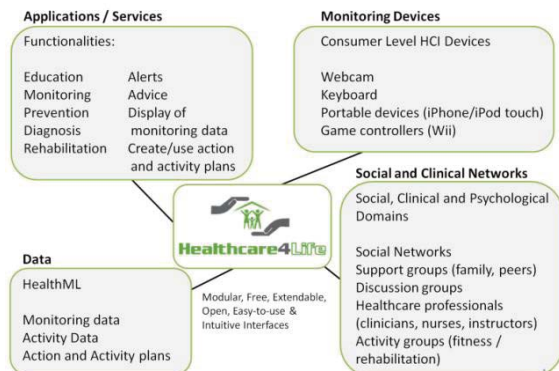 Applications / Services
Functionalities:
Education Alerts
Monitoring Advice
Prevention Display of
Diagnosis monitoring data
Rehabilitation Create/use action
and activity plans
Monitoring Devices
Consumer Level HCI Devices
Webcam
Keyboard
Portable devices (iPhone/iPod touch)
Game controllers (Wii)
Healthcare4Life
Modular, Free, Extendable,
Open, Easy-to-use &
Intuitive Interfaces
Data
HealthML
Monitoring data
Activity Data
Action and Activity plans
Social and Clinical Networks
Social, Clinical and Psychological
Domains
Social Networks
Support groups (family, peers)
Discussion groups
Healthcare professionals
(clinicians, nurses, instructors)
Activity groups (fitness /
rehabilitation)